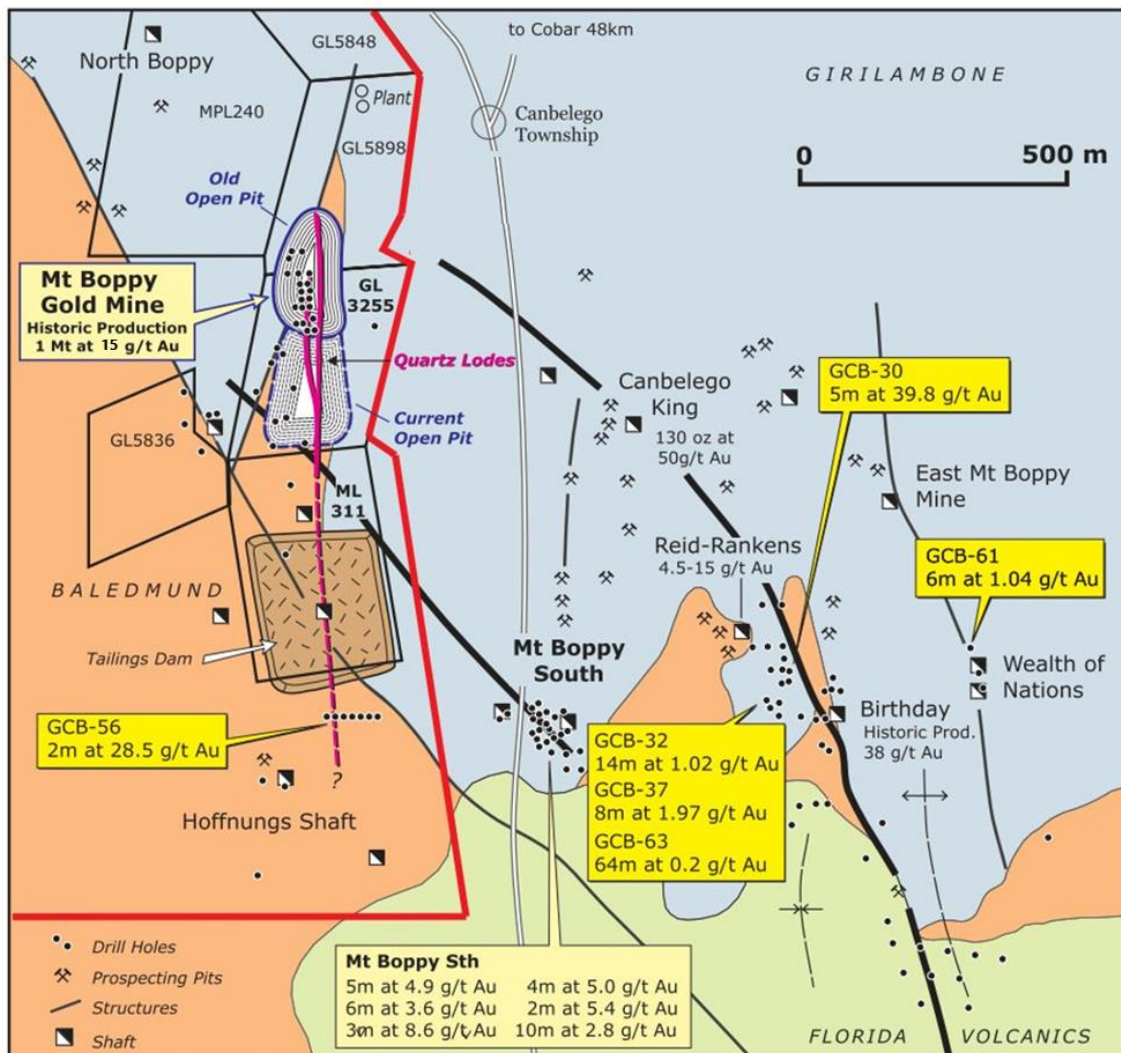 to Cobar 48km
GL5848
North Boppy
GIRILAMBONE
Plant
MPL240
Canbelego
Township
GL5898
0 500 m
Old
Open Pit
Mt Boppy
Gold Mine
Historic Production
1 Mt at 15 g/t Au
GL
3255
Quartz Lodes
GCB-30
5m at 39.8 g/t Au
Canbelego
King
130 oz at
50g/t Au
Current
Open Pit
GL5836
East Mt Boppy
Mine
ML
311
Reid-Rankens
4.5-15 g/t Au
GCB-61
6m at 1.04 g/t Au
BALEDMUND
Tailings Dam
Mt Boppy
South
Wealth of
Nations
GCB-56
2m at 28.5 g/t Au
Birthday
Historic Prod.
38 g/t Au
GCB-32
14m at 1.02 g/t Au
GCB-37
8m at 1.97 g/t Au
GCB-63
64m at 0.2 g/t Au
?
Hoffnungs Shaft
Drill Holes
Prospecting Pits
Structures
Shaft
Mt Boppy Sth
5m at 4.9 g/t Au 4m at 5.0 g/t Au
6m at 3.6 g/t Au 2m at 5.4 g/t Au
3m at 8.6 g/t Au 10m at 2.8 g/t Au
FLORIDA VOLCANICS